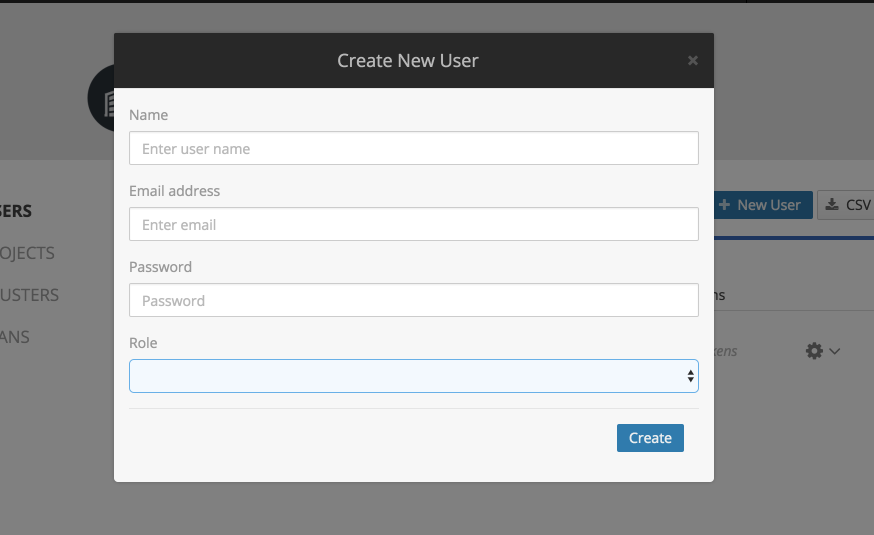 Create New User
×
Name
Enter user name
Email address
Enter email
Password
Password
Role
Create
SERS
OJECTS
USTERS
ANS
+ New User
CSV
ns
kens